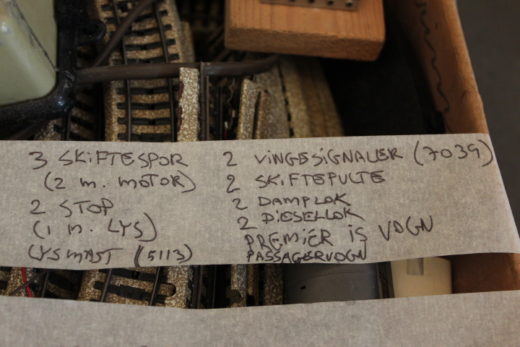 3 SKIFTESPOR
(2 m. MOTOR)
2 STOP
(1 m. LYS)
LYSMAST (5113)
2 VINGESIGNALER (7039)
2 SKIFTEPULTE
2 DAMPLOK
2 DIESELLOK
PREMIÉR IS VOGN
PASSAGERVOGN